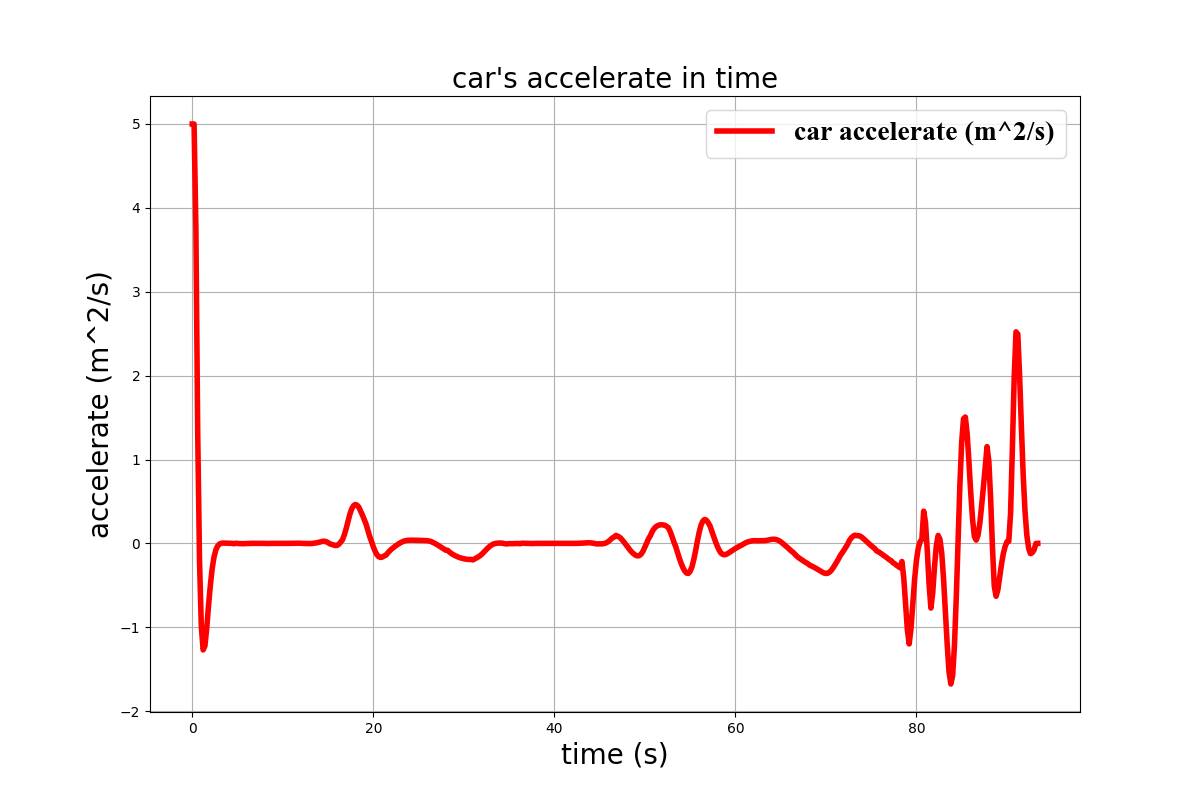 car's accelerate in time
car accelerate (m^2/s)
accelerate (m^2/s)
5
4
3
2
1
0
−1
−2
0 20 40 60 80
time (s)